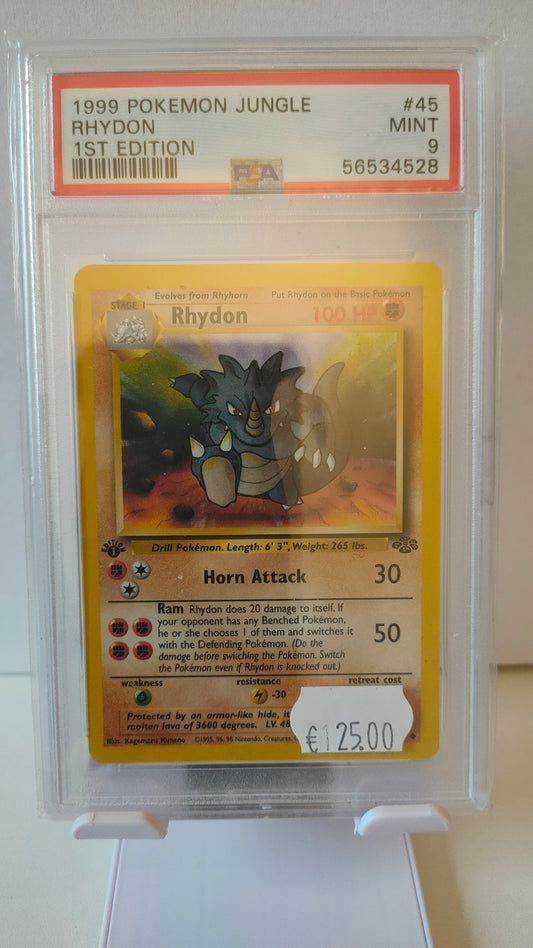 1999 POKEMON JUNGLE #45
RHYDON MINT
1ST EDITION 9
PSA 56534528
Evolves from Rhyhorn Put Rhydon on the Basic Pokémon
STAGE 1 Rhydon 100 HP
EDITION 1
Drill Pokémon. Length: 6' 3", Weight: 265 lbs.
Horn Attack 30
Ram Rhydon does 20 damage to itself. If
your opponent has any Benched Pokémon,
he or she chooses 1 of them and switches it
with the Defending Pokémon. (Do the 50
damage before switching the Pokémon. Switch
the Pokémon even if Rhydon is knocked out.)
weakness resistance retreat cost
-30
Protected by an armor-like hide, it
molten lava of 3600 degrees. LV. 48
€125.00
Illus. Kagemaru Himeno ©1995, 96, 98 Nintendo, Creatures,